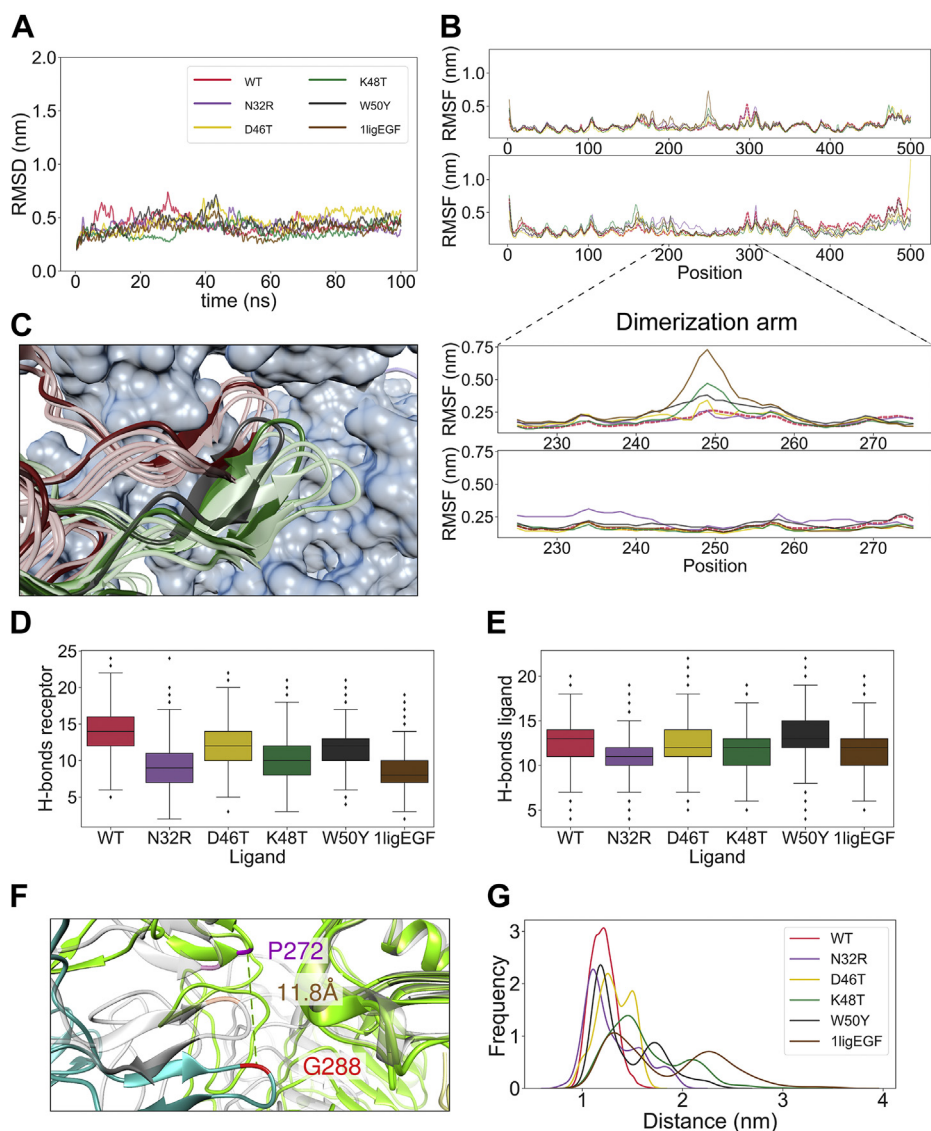 A
2.0
1.5
1.0
0.5
0.0
RMSD (nm)
0 20 40 60 80 100
time (ns)
WT
N32R
D46T
K48T
W50Y
1ligEGF
B
RMSF (nm)
1.0
0.5
0 100 200 300 400 500
RMSF (nm)
1.0
0.5
0 100 200 300 400 500
Position
Dimerization arm
RMSF (nm)
0.75
0.50
0.25
230 240 250 260 270
RMSF (nm)
0.75
0.50
0.25
230 240 250 260 270
Position
C
D
H-bonds receptor
25
20
15
10
5
WT N32R D46T K48T W50Y 1ligEGF
Ligand
E
H-bonds ligand
20
15
10
5
WT N32R D46T K48T W50Y 1ligEGF
Ligand
F
P272
11.8Å
G288
G
Frequency
3
2
1
0
1 2 3 4
Distance (nm)
WT
N32R
D46T
K48T
W50Y
1ligEGF